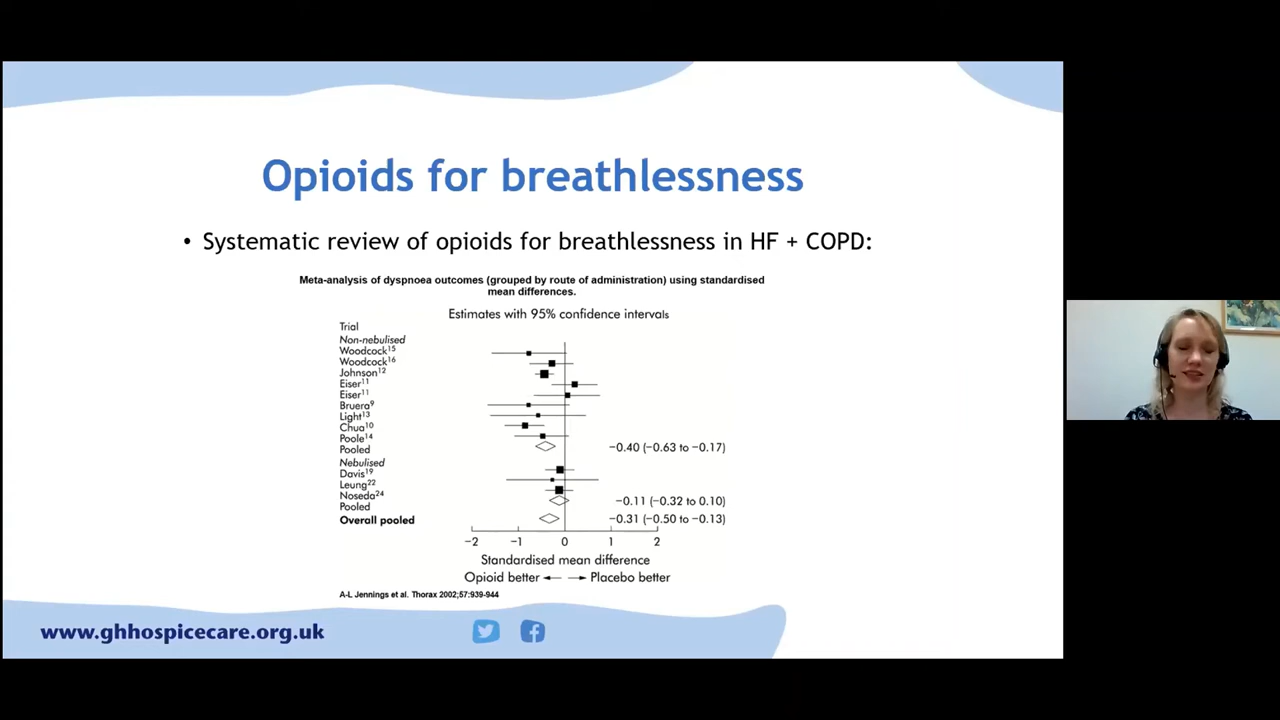 Opioids for breathlessness
• Systematic review of opioids for breathlessness in HF + COPD:
Meta-analysis of dyspnoea outcomes (grouped by route of administration) using standardised
mean differences.
Estimates with 95% confidence intervals
Trial
Non-nebulised
Woodcock15
Woodcock16
Johnson12
Eiser11
Eiser11
Bruera9
Light13
Chua10
Poole14
Pooled −0.40 (−0.63 to −0.17)
Nebulised
Davis19
Leung22
Noseda24
Pooled −0.11 (−0.32 to 0.10)
Overall pooled −0.31 (−0.50 to −0.13)
−2 −1 0 1 2
Standardised mean difference
Opioid better ← → Placebo better
A-L Jennings et al. Thorax 2002;57:939-944
www.ghhospicecare.org.uk